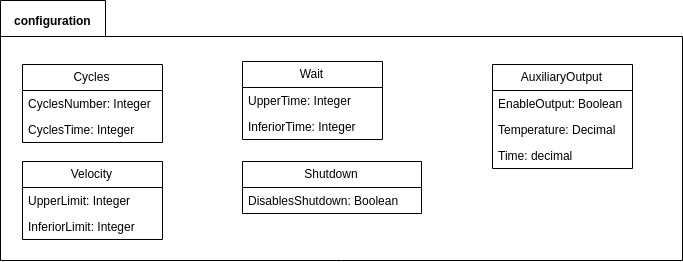 configuration
Cycles
CyclesNumber: Integer
CyclesTime: Integer
Wait
UpperTime: Integer
InferiorTime: Integer
AuxiliaryOutput
EnableOutput: Boolean
Temperature: Decimal
Time: decimal
Velocity
UpperLimit: Integer
InferiorLimit: Integer
Shutdown
DisablesShutdown: Boolean